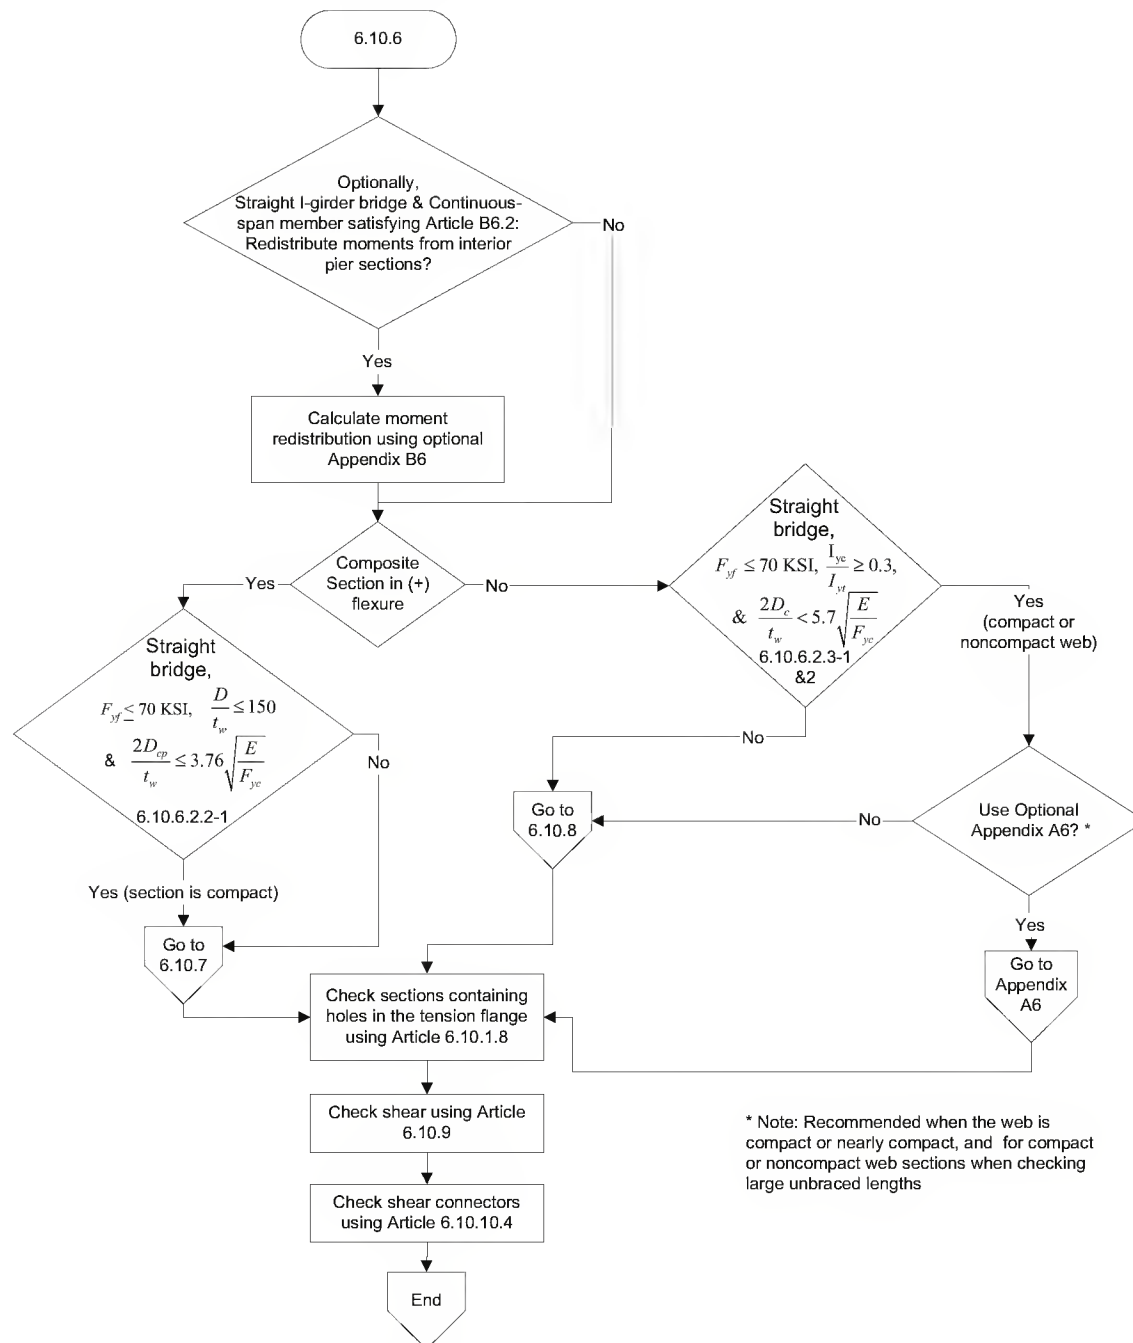 6.10.6
Optionally,
Straight I-girder bridge & Continuous-
span member satisfying Article B6.2:
Redistribute moments from interior
pier sections?
No
Yes
Calculate moment
redistribution using optional
Appendix B6
Composite
Section in (+)
flexure
Yes
No
Straight
bridge,
F_yf ≤ 70 KSI, I_yc / I_yt ≥ 0.3,
& 2D_c / t_w < 5.7 √(E / F_yc)
6.10.6.2.3-1
&2
Yes
(compact or
noncompact web)
No
Straight
bridge,
F_yf ≤ 70 KSI, D / t_w ≤ 150
& 2D_cp / t_w ≤ 3.76 √(E / F_yc)
6.10.6.2.2-1
No
Yes (section is compact)
Go to
6.10.7
Go to
6.10.8
No
Use Optional
Appendix A6? *
Yes
Go to
Appendix
A6
Check sections containing
holes in the tension flange
using Article 6.10.1.8
Check shear using Article
6.10.9
Check shear connectors
using Article 6.10.10.4
End
* Note: Recommended when the web is
compact or nearly compact, and for compact
or noncompact web sections when checking
large unbraced lengths